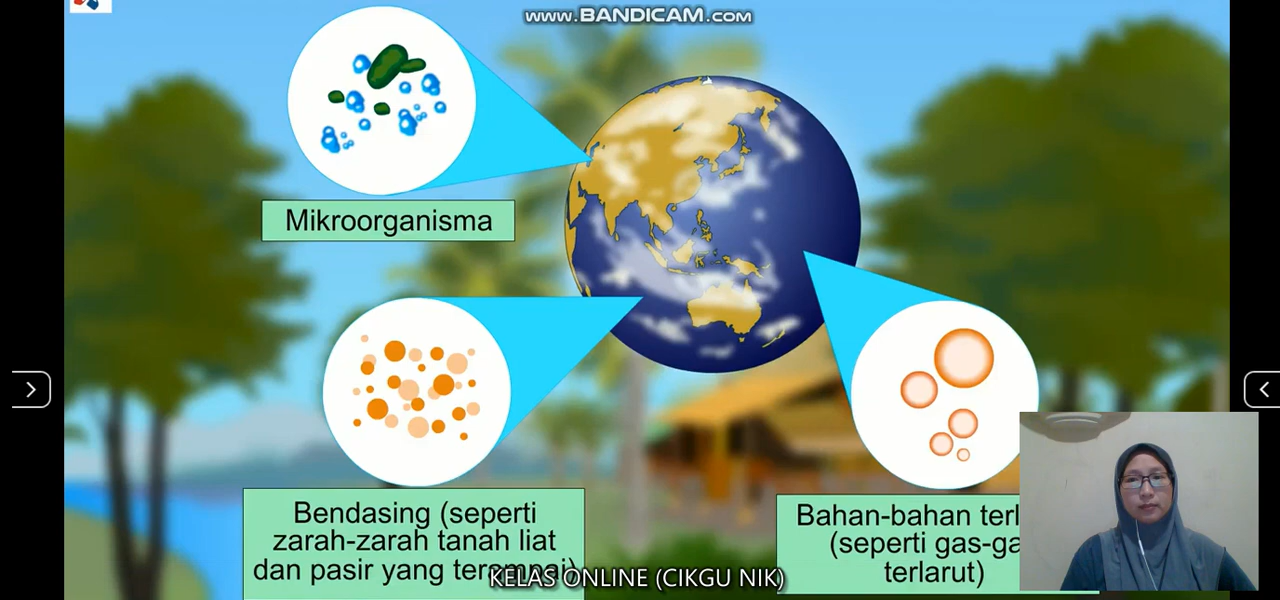 www.BANDICAM.com
Mikroorganisma
Bendasing (seperti
zarah-zarah tanah liat
dan pasir yang
Bahan-bahan
(seperti
terlarut)
KELAS ONLINE (CIKGU NIK)